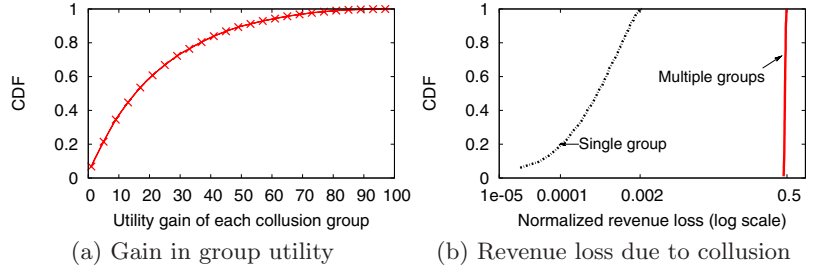 1
0.8
0.6
0.4
0.2
0
CDF
0 10 20 30 40 50 60 70 80 90 100
Utility gain of each collusion group
(a) Gain in group utility
1
0.8
0.6
0.4
0.2
0
CDF
Multiple groups
Single group
1e-05 0.0001 0.002 0.5
Normalized revenue loss (log scale)
(b) Revenue loss due to collusion